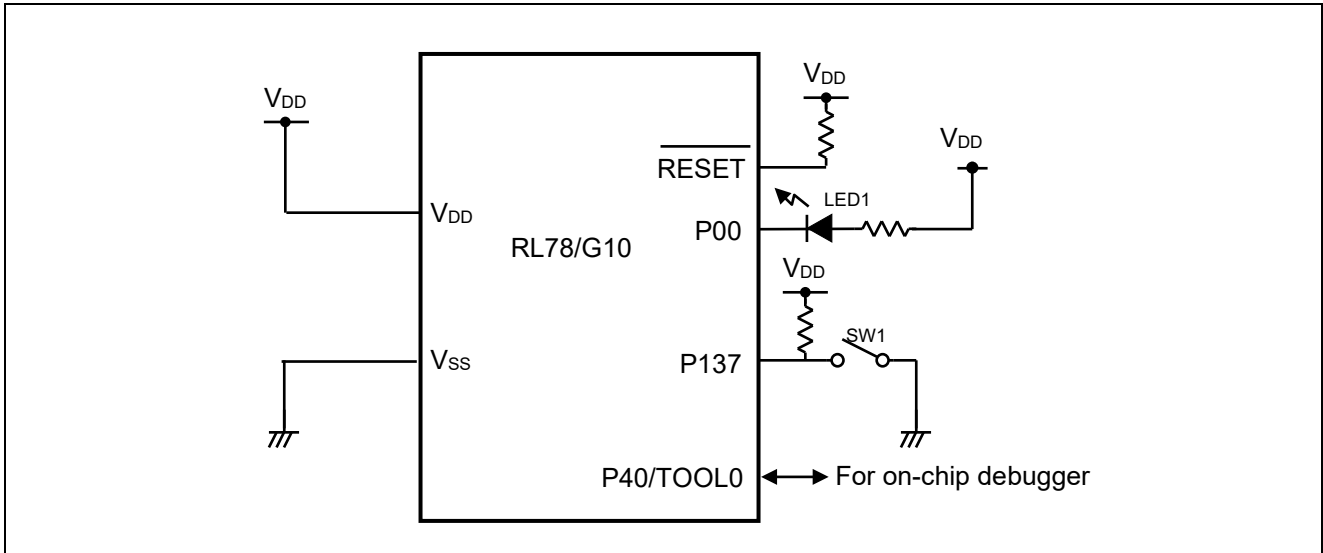 VDD
VDD
VDD
RESET
LED1
VDD
P00
RL78/G10
VDD
SW1
VSS
P137
P40/TOOL0
For on-chip debugger